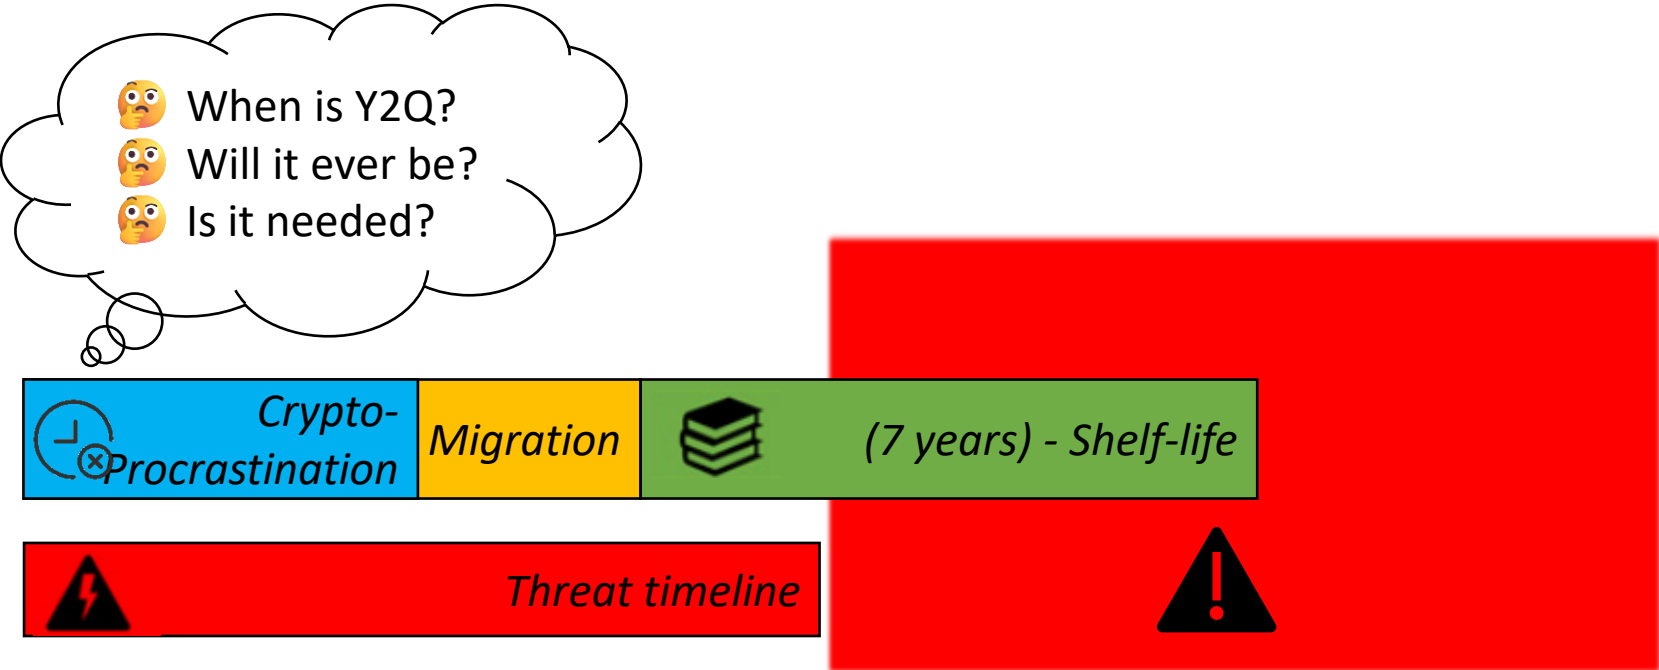 When is Y2Q?
Will it ever be?
Is it needed?
Crypto-
Procrastination
Migration
(7 years) - Shelf-life
Threat timeline